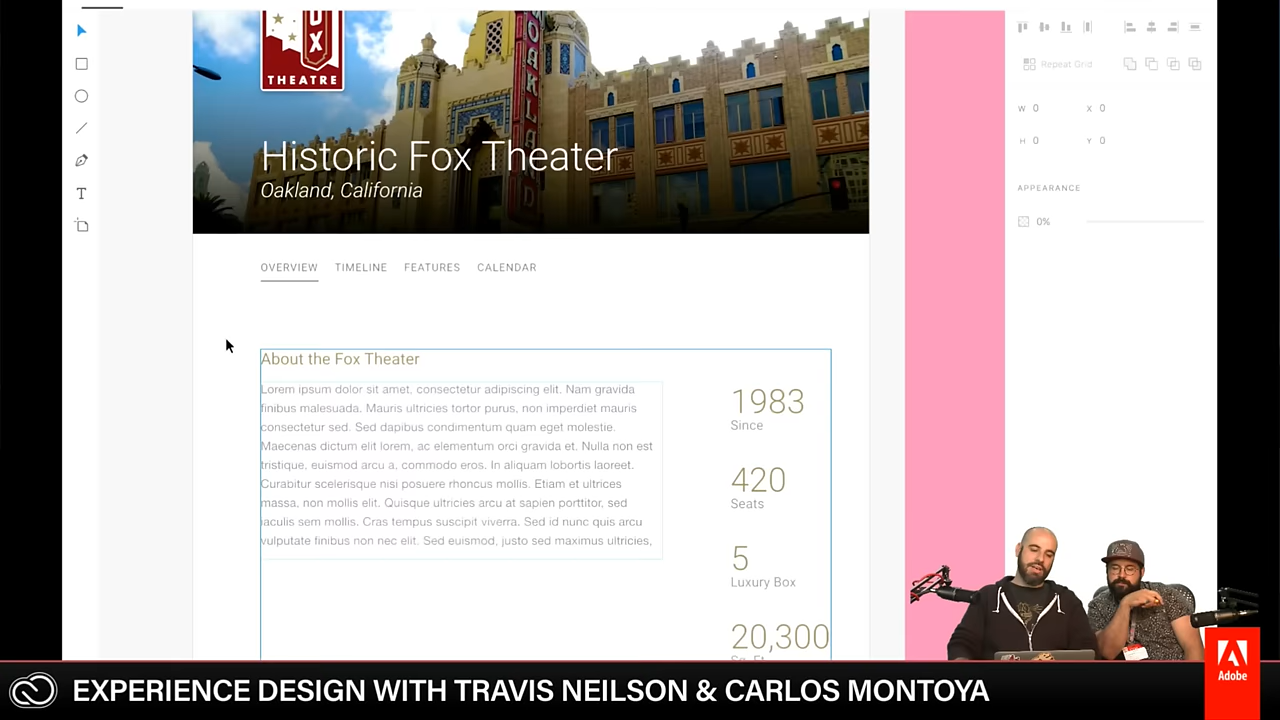 OX
THEATRE
OAKLAND
Historic Fox Theater
Oakland, California
OVERVIEW TIMELINE FEATURES CALENDAR
About the Fox Theater
Lorem ipsum dolor sit amet, consectetur adipiscing elit. Nam gravida
finibus malesuada. Mauris ultricies tortor purus, non imperdiet mauris
consectetur sed. Sed dapibus condimentum quam eget molestie.
Maecenas dictum elit lorem, ac elementum orci gravida et. Nulla non est
tristique, euismod arcu a, commodo eros. In aliquam lobortis laoreet.
Curabitur scelerisque nisi posuere rhoncus mollis. Etiam et ultrices
massa, non mollis elit. Quisque ultricies arcu at sapien porttitor, sed
iaculis sem mollis. Cras tempus suscipit viverra. Sed id nunc quis arcu
vulputate finibus non nec elit. Sed euismod, justo sed maximus ultricies,
1983
Since
420
Seats
5
Luxury Box
20,300
Sq. Ft.
T
Repeat Grid
W 0 X 0
H 0 Y 0
APPEARANCE
0%
EXPERIENCE DESIGN WITH TRAVIS NEILSON & CARLOS MONTOYA
Adobe